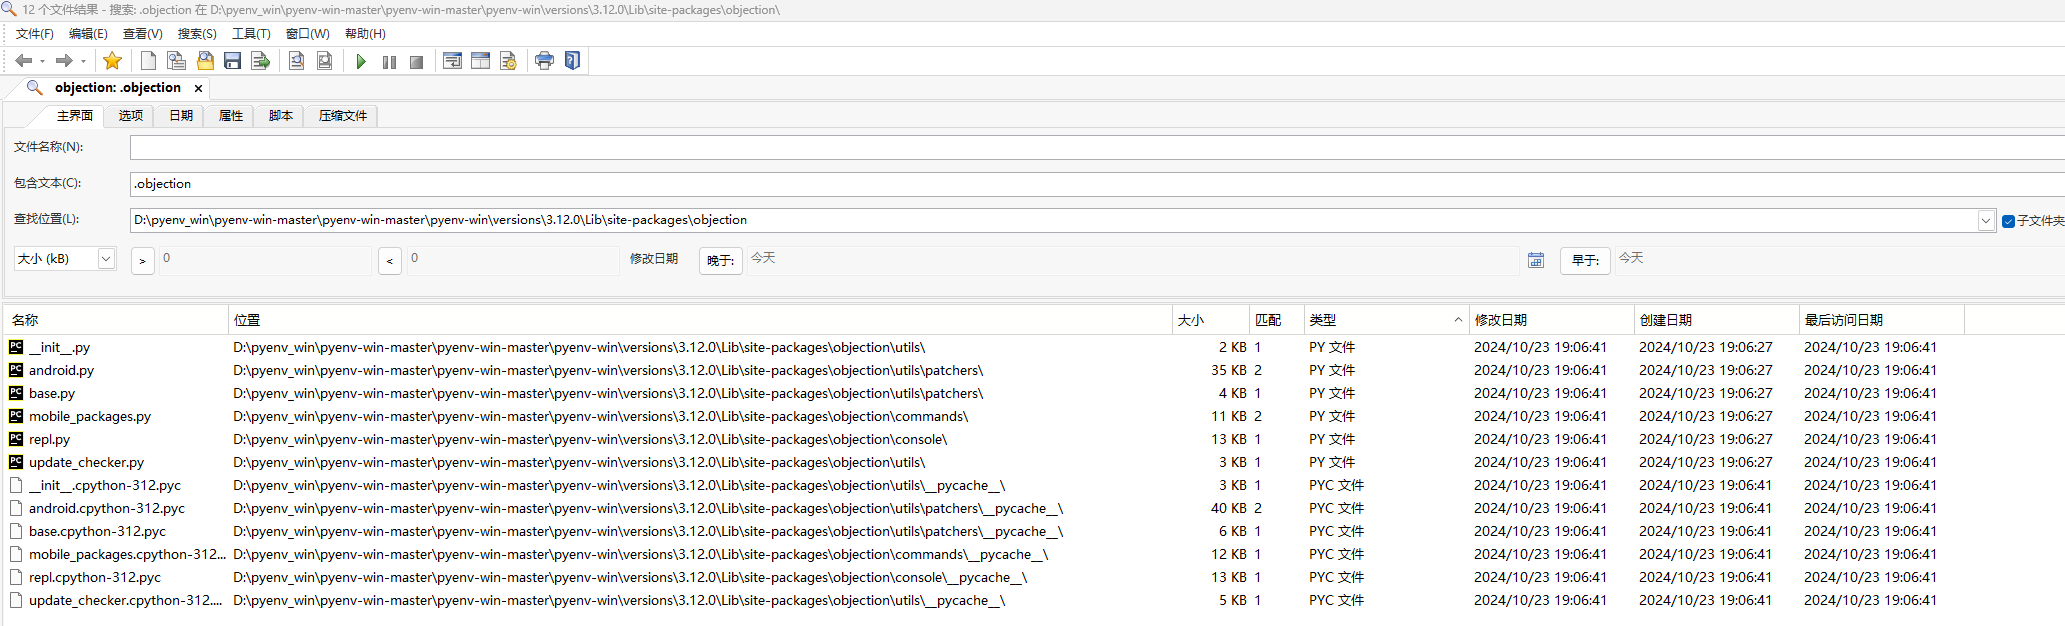 12 个文件结果 - 搜索: .objection 在 D:\pyenv_win\pyenv-win-master\pyenv-win-master\pyenv-win\versions\3.12.0\Lib\site-packages\objection\
文件(F) 编辑(E) 查看(V) 搜索(S) 工具(T) 窗口(W) 帮助(H)
objection: .objection ×
主界面 选项 日期 属性 脚本 压缩文件
文件名称(N):
包含文本(C): .objection
查找位置(L): D:\pyenv_win\pyenv-win-master\pyenv-win-master\pyenv-win\versions\3.12.0\Lib\site-packages\objection 子文件夹
大小 (kB) > 0 < 0 修改日期 晚于: 今天 早于: 今天
名称 位置 大小 匹配 类型 修改日期 创建日期 最后访问日期
__init__.py D:\pyenv_win\pyenv-win-master\pyenv-win-master\pyenv-win\versions\3.12.0\Lib\site-packages\objection\utils\ 2 KB 1 PY 文件 2024/10/23 19:06:41 2024/10/23 19:06:27 2024/10/23 19:06:41
android.py D:\pyenv_win\pyenv-win-master\pyenv-win-master\pyenv-win\versions\3.12.0\Lib\site-packages\objection\utils\patchers\ 35 KB 2 PY 文件 2024/10/23 19:06:41 2024/10/23 19:06:27 2024/10/23 19:06:41
base.py D:\pyenv_win\pyenv-win-master\pyenv-win-master\pyenv-win\versions\3.12.0\Lib\site-packages\objection\utils\patchers\ 4 KB 1 PY 文件 2024/10/23 19:06:41 2024/10/23 19:06:27 2024/10/23 19:06:41
mobile_packages.py D:\pyenv_win\pyenv-win-master\pyenv-win-master\pyenv-win\versions\3.12.0\Lib\site-packages\objection\commands\ 11 KB 2 PY 文件 2024/10/23 19:06:41 2024/10/23 19:06:27 2024/10/23 19:06:41
repl.py D:\pyenv_win\pyenv-win-master\pyenv-win-master\pyenv-win\versions\3.12.0\Lib\site-packages\objection\console\ 13 KB 1 PY 文件 2024/10/23 19:06:41 2024/10/23 19:06:27 2024/10/23 19:06:41
update_checker.py D:\pyenv_win\pyenv-win-master\pyenv-win-master\pyenv-win\versions\3.12.0\Lib\site-packages\objection\utils\ 3 KB 1 PY 文件 2024/10/23 19:06:41 2024/10/23 19:06:27 2024/10/23 19:06:41
__init__.cpython-312.pyc D:\pyenv_win\pyenv-win-master\pyenv-win-master\pyenv-win\versions\3.12.0\Lib\site-packages\objection\utils\__pycache__\ 3 KB 1 PYC 文件 2024/10/23 19:06:41 2024/10/23 19:06:41 2024/10/23 19:06:41
android.cpython-312.pyc D:\pyenv_win\pyenv-win-master\pyenv-win-master\pyenv-win\versions\3.12.0\Lib\site-packages\objection\utils\patchers\__pycache__\ 40 KB 2 PYC 文件 2024/10/23 19:06:41 2024/10/23 19:06:41 2024/10/23 19:06:41
base.cpython-312.pyc D:\pyenv_win\pyenv-win-master\pyenv-win-master\pyenv-win\versions\3.12.0\Lib\site-packages\objection\utils\patchers\__pycache__\ 6 KB 1 PYC 文件 2024/10/23 19:06:41 2024/10/23 19:06:41 2024/10/23 19:06:41
mobile_packages.cpython-312... D:\pyenv_win\pyenv-win-master\pyenv-win-master\pyenv-win\versions\3.12.0\Lib\site-packages\objection\commands\__pycache__\ 12 KB 1 PYC 文件 2024/10/23 19:06:41 2024/10/23 19:06:41 2024/10/23 19:06:41
repl.cpython-312.pyc D:\pyenv_win\pyenv-win-master\pyenv-win-master\pyenv-win\versions\3.12.0\Lib\site-packages\objection\console\__pycache__\ 13 KB 1 PYC 文件 2024/10/23 19:06:41 2024/10/23 19:06:41 2024/10/23 19:06:41
update_checker.cpython-312.... D:\pyenv_win\pyenv-win-master\pyenv-win-master\pyenv-win\versions\3.12.0\Lib\site-packages\objection\utils\__pycache__\ 5 KB 1 PYC 文件 2024/10/23 19:06:41 2024/10/23 19:06:41 2024/10/23 19:06:41